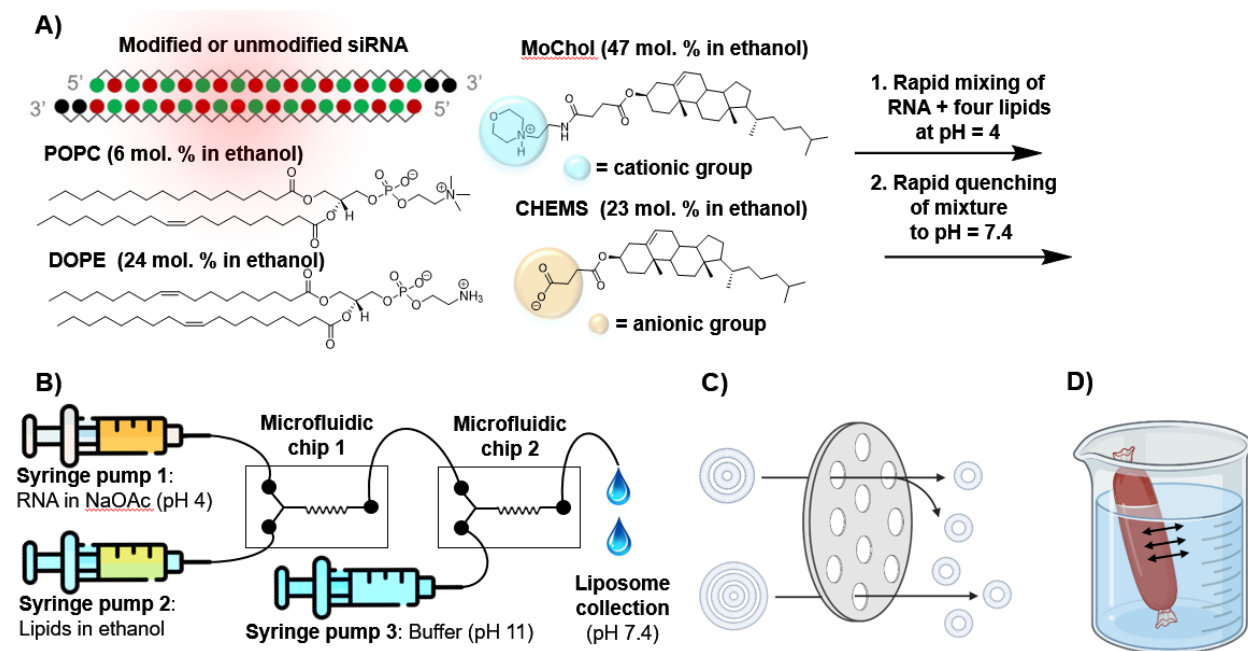 A)
Modified or unmodified siRNA
5’ 3’
3’ 5’
POPC (6 mol. % in ethanol)
O
O
O
O
O
P
O
O
⊖
O
⊕
N
H
DOPE (24 mol. % in ethanol)
O
O
O
O
O
P
O
O
⊖
O
⊕
NH₃
H
MoChol (47 mol. % in ethanol)
O
N
⊕
H
O
NH
O
O
= cationic group
CHEMS (23 mol. % in ethanol)
O
O
⊖
O
O
= anionic group
1. Rapid mixing of
RNA + four lipids
at pH = 4
2. Rapid quenching
of mixture
to pH = 7.4
B)
Microfluidic
chip 1
Microfluidic
chip 2
Syringe pump 1:
RNA in NaOAc (pH 4)
Syringe pump 2:
Lipids in ethanol
Syringe pump 3: Buffer (pH 11)
Liposome
collection
(pH 7.4)
C)
D)